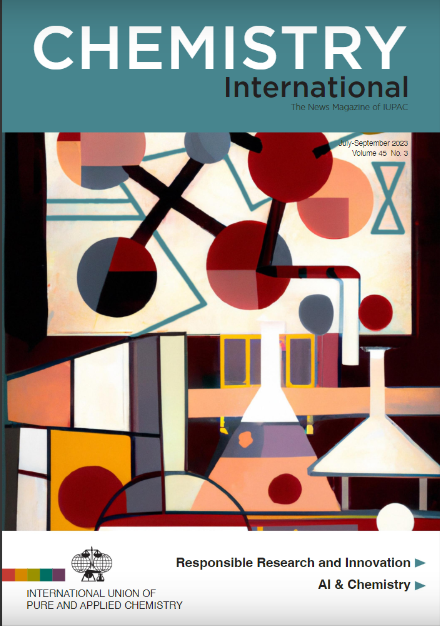 CHEMISTRY
International
The News Magazine of IUPAC
July-September 2023
Volume 45 No. 3
Responsible Research and Innovation
AI & Chemistry
INTERNATIONAL UNION OF
PURE AND APPLIED CHEMISTRY